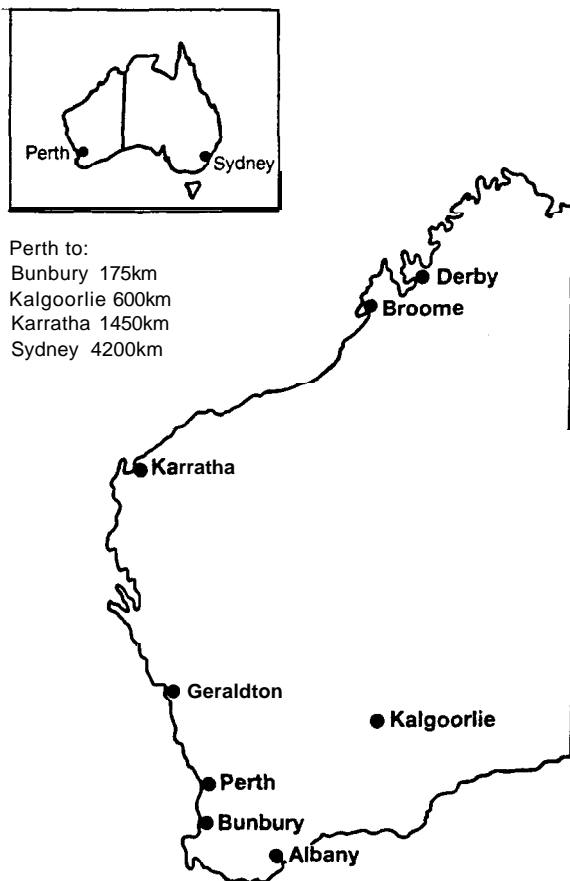 Perth
Sydney
Perth to:
Bunbury 175km
Kalgoorlie 600km
Karratha 1450km
Sydney 4200km
Derby
Broome
Karratha
Geraldton
Kalgoorlie
Perth
Bunbury
Albany